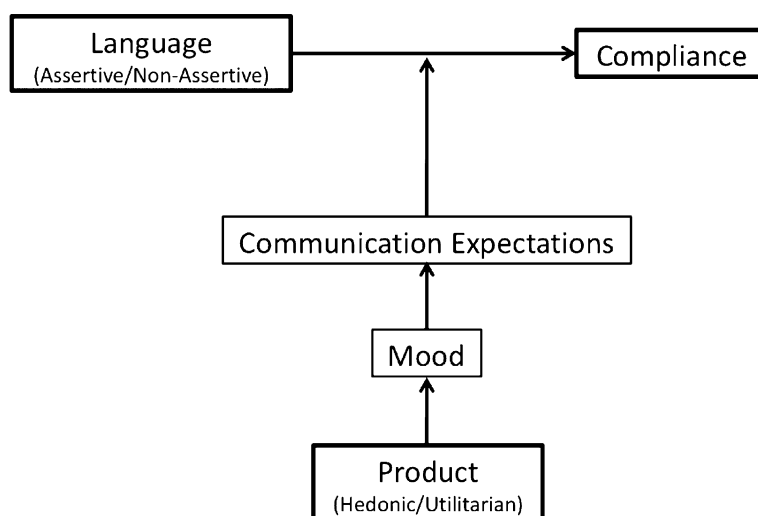 Language
(Assertive/Non-Assertive)
Compliance
Communication Expectations
Mood
Product
(Hedonic/Utilitarian)